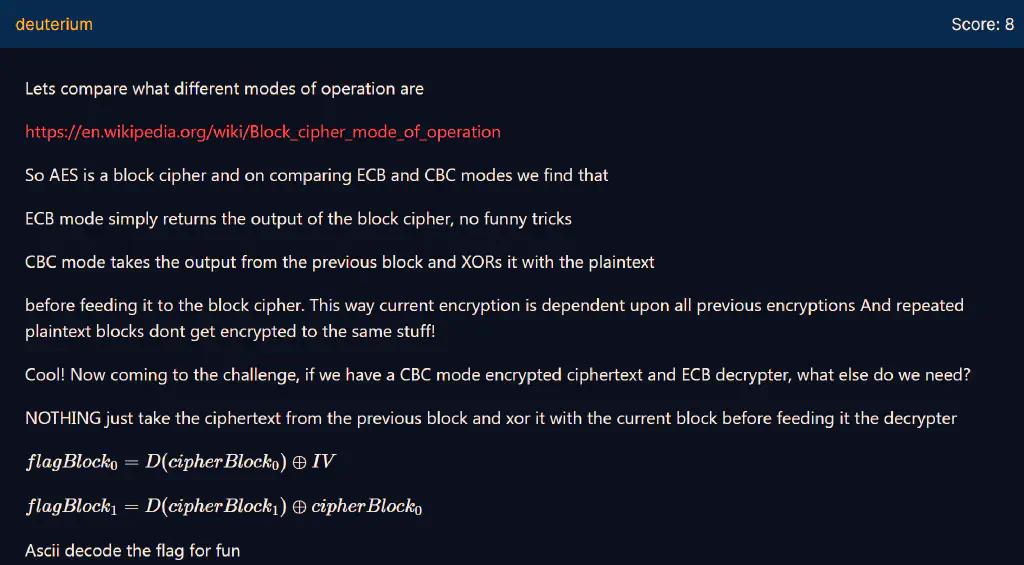 deuterium
Score: 8
Lets compare what different modes of operation are
https://en.wikipedia.org/wiki/Block_cipher_mode_of_operation
So AES is a block cipher and on comparing ECB and CBC modes we find that
ECB mode simply returns the output of the block cipher, no funny tricks
CBC mode takes the output from the previous block and XORs it with the plaintext
before feeding it to the block cipher. This way current encryption is dependent upon all previous encryptions And repeated
plaintext blocks dont get encrypted to the same stuff!
Cool! Now coming to the challenge, if we have a CBC mode encrypted ciphertext and ECB decrypter, what else do we need?
NOTHING just take the ciphertext from the previous block and xor it with the current block before feeding it the decrypter
flagBlock₀ = D(cipherBlock₀) ⊕ IV
flagBlock₁ = D(cipherBlock₁) ⊕ cipherBlock₀
Ascii decode the flag for fun